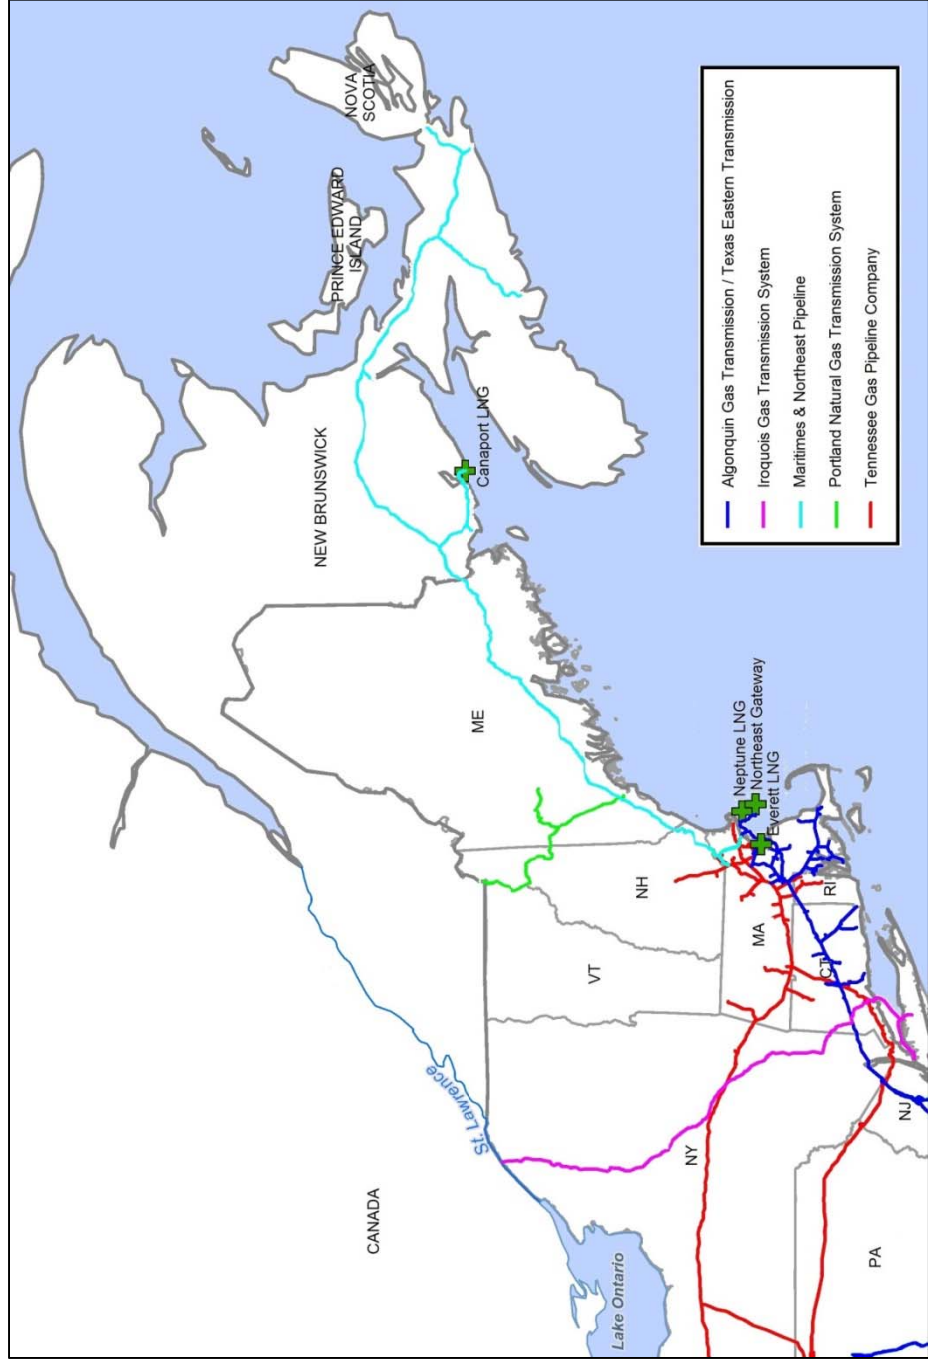 NOVA
SCOTIA
PRINCE EDWARD
ISLAND
NEW BRUNSWICK
Canaport LNG
ME
Neptune LNG
Northeast Gateway
Everett LNG
NH
VT
MA
RI
CT
St. Lawrence
CANADA
NY
NJ
PA
Lake Ontario
Algonquin Gas Transmission / Texas Eastern Transmission
Iroquois Gas Transmission System
Maritimes & Northeast Pipeline
Portland Natural Gas Transmission System
Tennessee Gas Pipeline Company